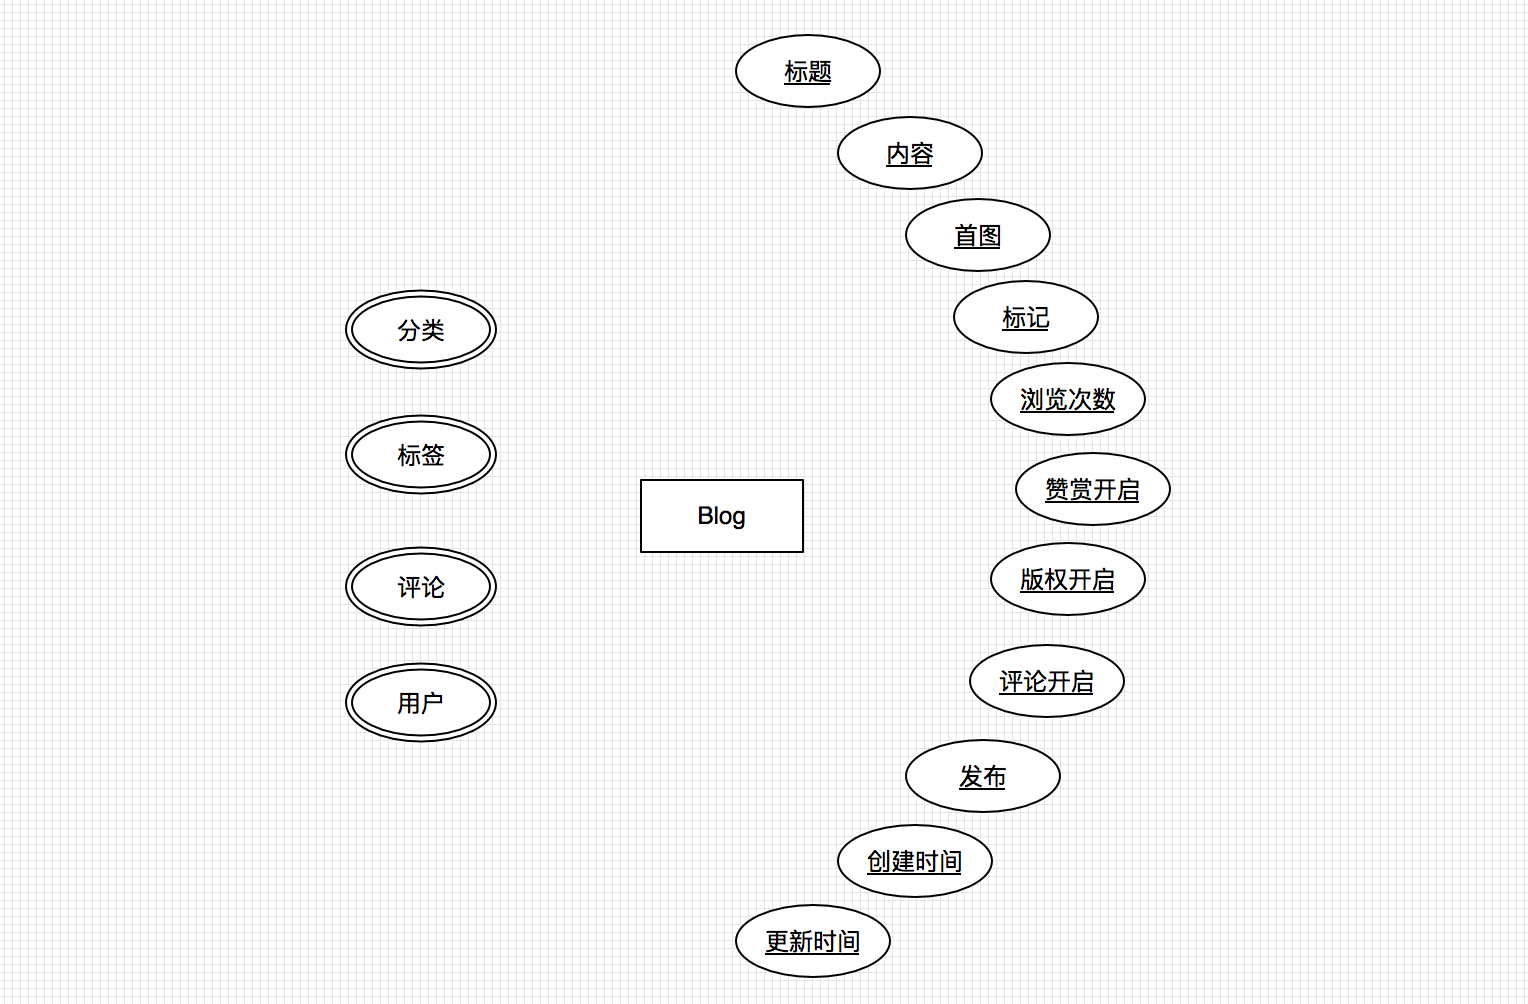 标题
内容
首图
标记
浏览次数
赞赏开启
版权开启
评论开启
发布
创建时间
更新时间
Blog
分类
标签
评论
用户